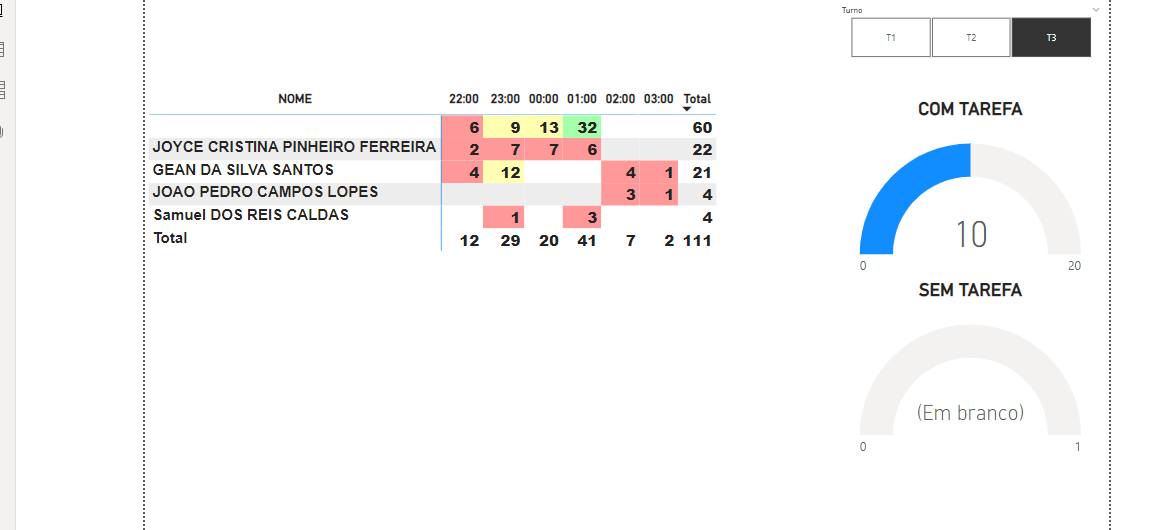 Turno
T1 T2 T3
NOME 22:00 23:00 00:00 01:00 02:00 03:00 Total
6 9 13 32 60
JOYCE CRISTINA PINHEIRO FERREIRA 2 7 7 6 22
GEAN DA SILVA SANTOS 4 12 4 1 21
JOAO PEDRO CAMPOS LOPES 3 1 4
Samuel DOS REIS CALDAS 1 3 4
Total 12 29 20 41 7 2 111
COM TAREFA
10
0 20
SEM TAREFA
(Em branco)
0 1